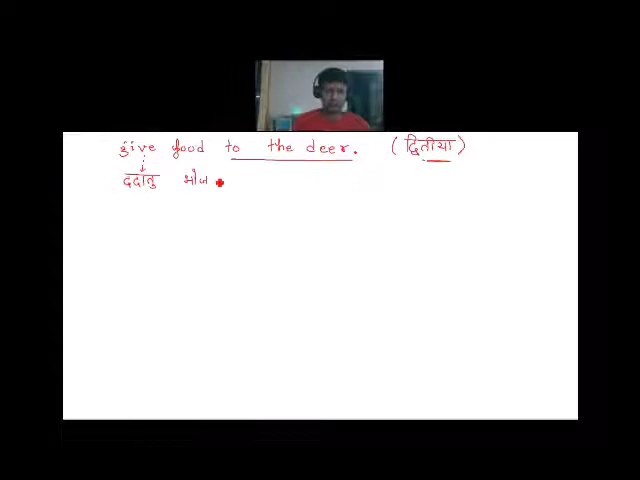 give food to the deer. (द्वितीया)
ददातु भोज